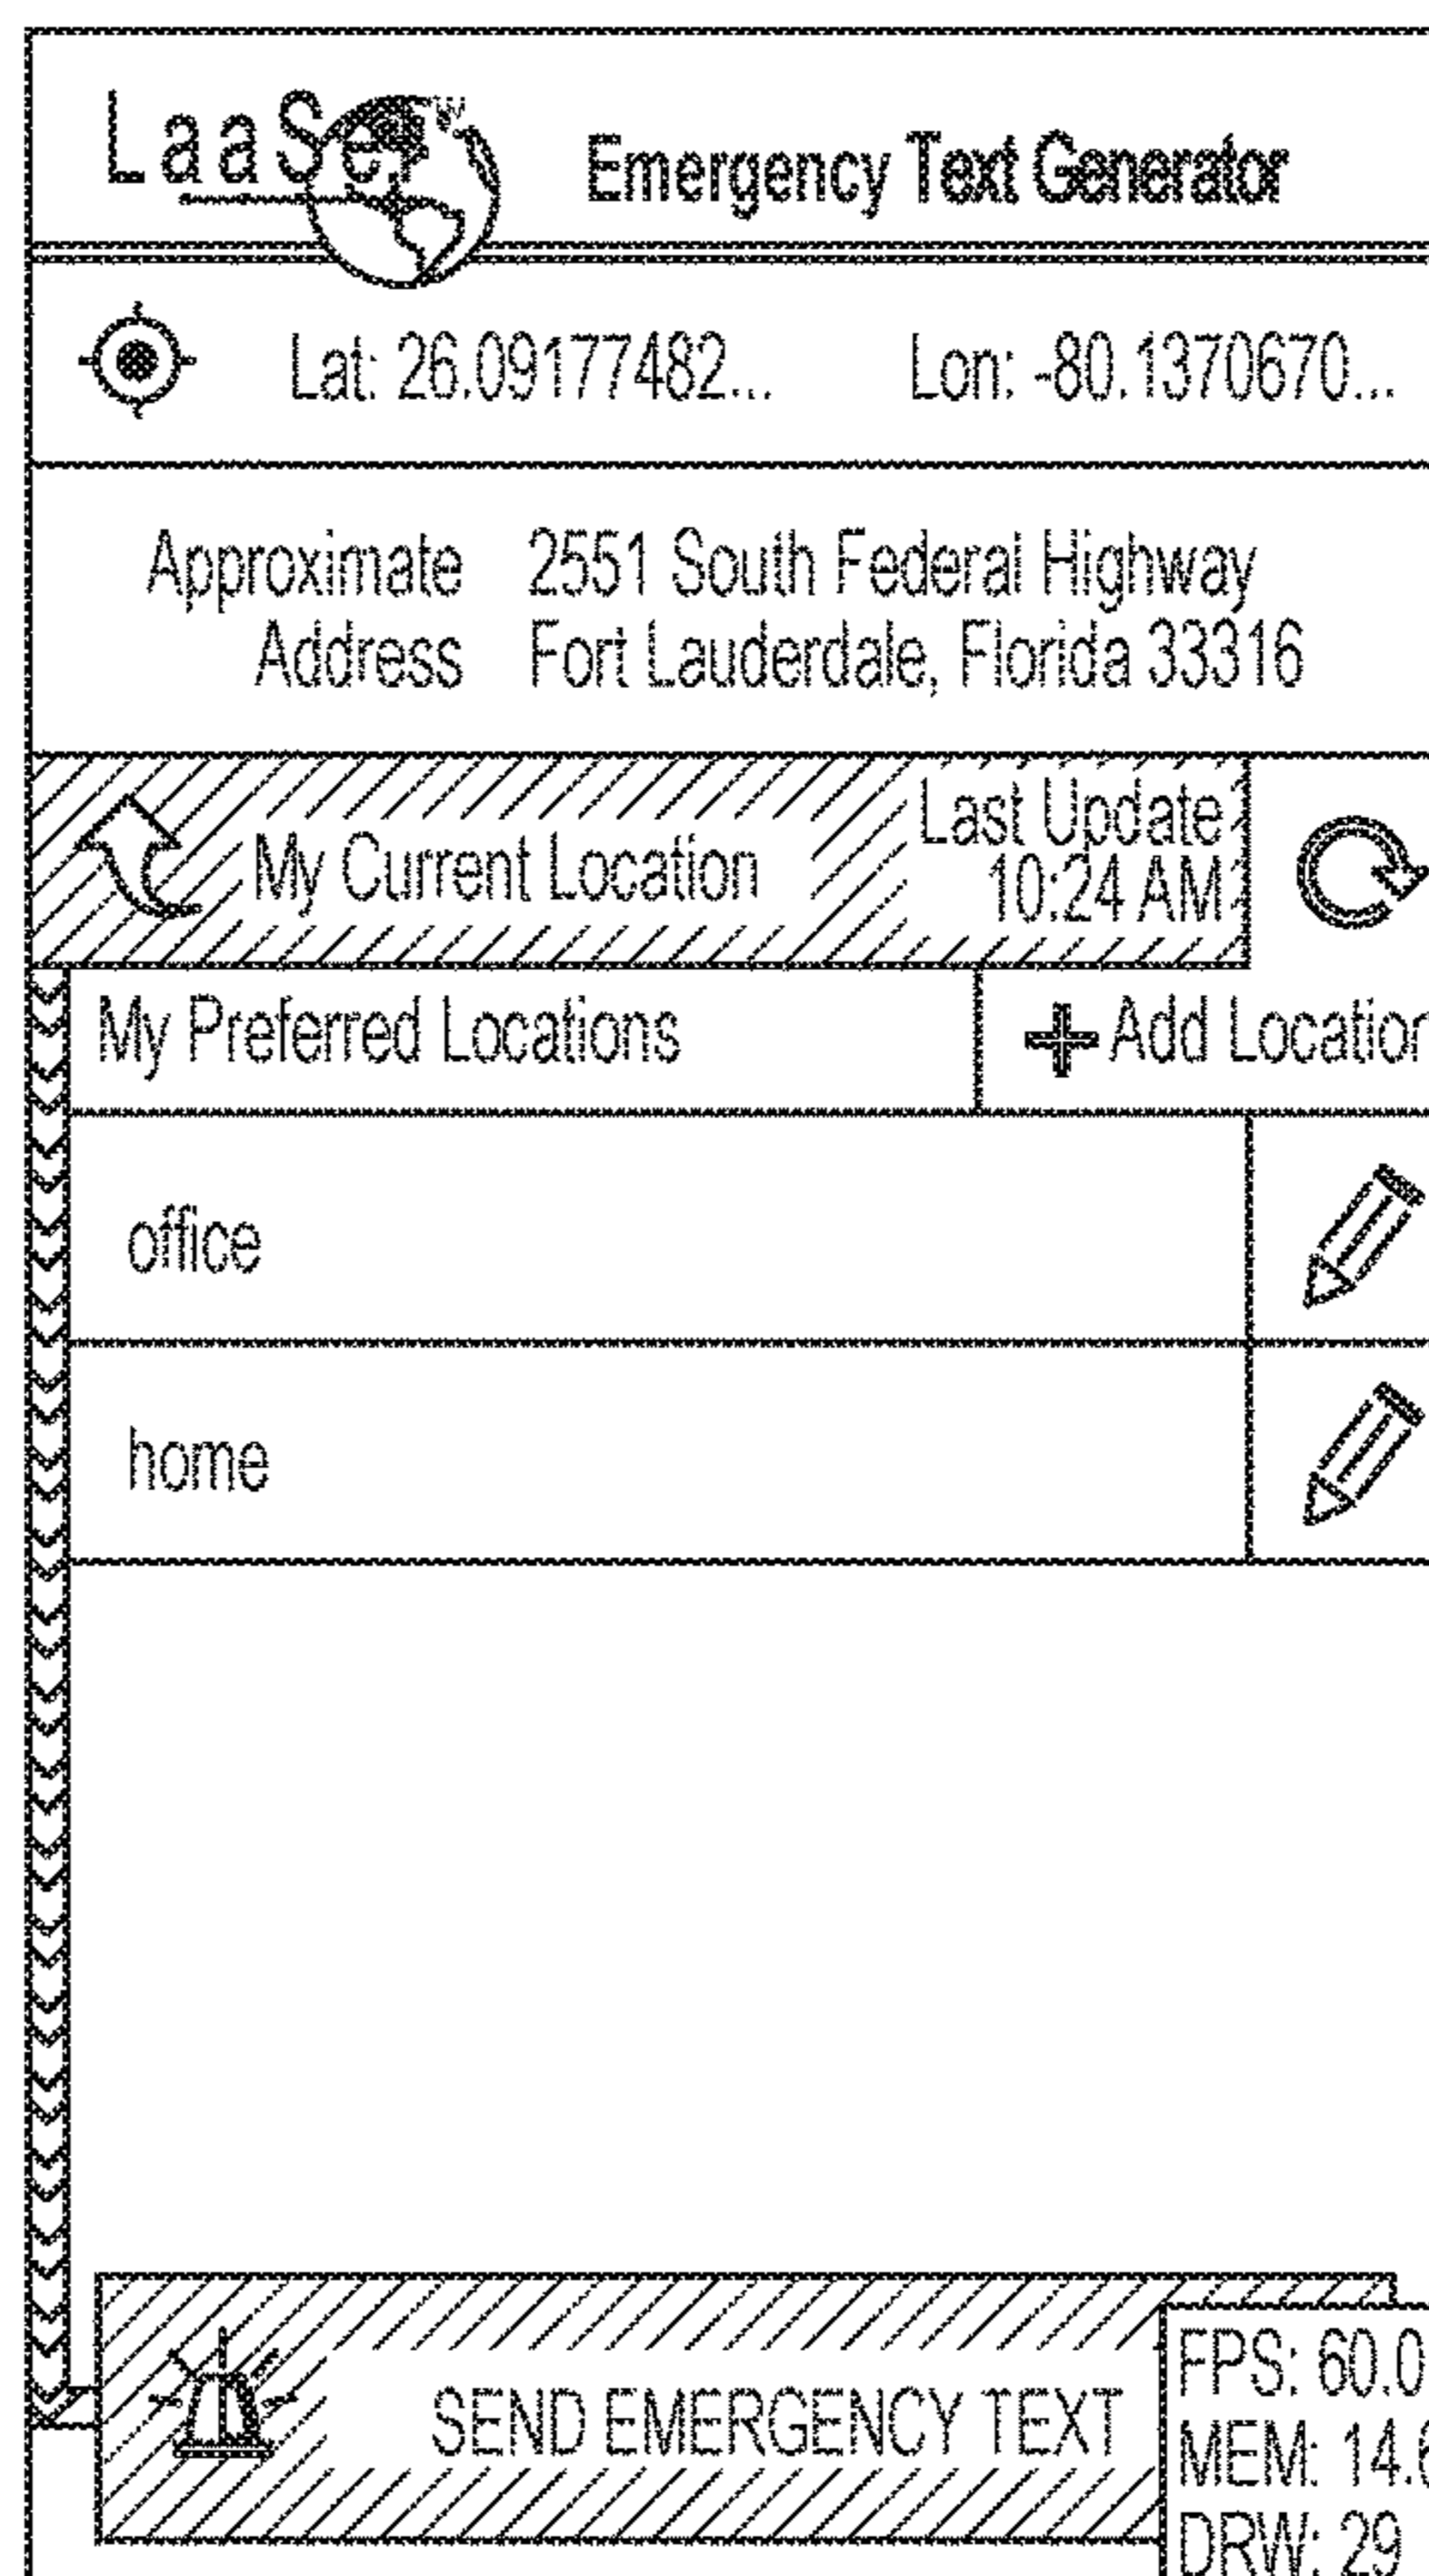 LaaSer Emergency Text Generator
Lat: 26.09177482... Lon: -80.1370670...
Approximate 2551 South Federal Highway
Address Fort Lauderdale, Florida 33316
My Current Location
Last Update
10:24 AM
My Preferred Locations
Add Location
office
home
SEND EMERGENCY TEXT
FPS: 60.0
MEM: 14.6
DRW: 29